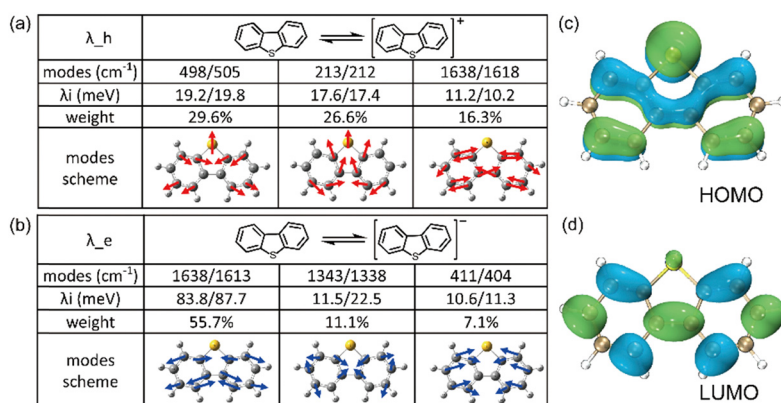 (a)
λ_h
S
S
+
modes (cm⁻¹) 498/505 213/212 1638/1618
λi (meV) 19.2/19.8 17.6/17.4 11.2/10.2
weight 29.6% 26.6% 16.3%
modes
scheme
(b)
λ_e
S
S
−
modes (cm⁻¹) 1638/1613 1343/1338 411/404
λi (meV) 83.8/87.7 11.5/22.5 10.6/11.3
weight 55.7% 11.1% 7.1%
modes
scheme
(c)
HOMO
(d)
LUMO